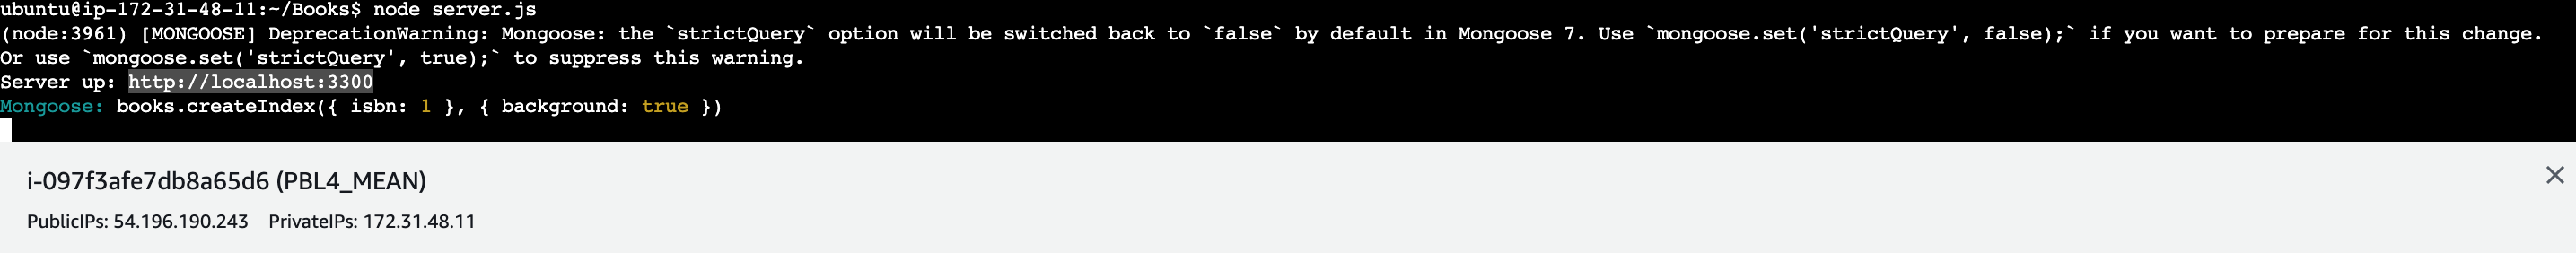 ubuntu@ip-172-31-48-11:~/Books$ node server.js
(node:3961) [MONGOOSE] DeprecationWarning: Mongoose: the `strictQuery` option will be switched back to `false` by default in Mongoose 7. Use `mongoose.set('strictQuery', false);` if you want to prepare for this change.
Or use `mongoose.set('strictQuery', true);` to suppress this warning.
Server up: http://localhost:3300
Mongoose: books.createIndex({ isbn: 1 }, { background: true })
i-097f3afe7db8a65d6 (PBL4_MEAN)
PublicIPs: 54.196.190.243 PrivateIPs: 172.31.48.11